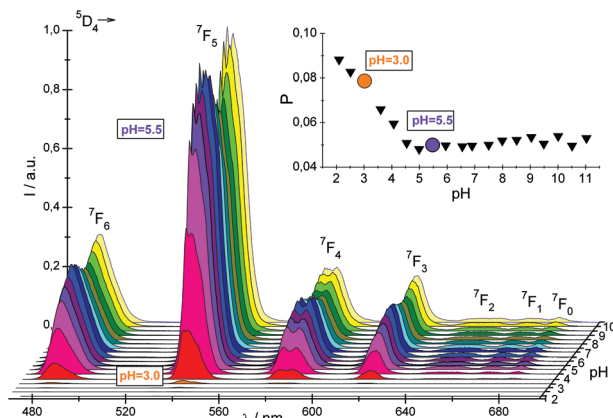 ⁵D₄→
⁷F₅
⁷F₆
⁷F₄
⁷F₃
⁷F₂
⁷F₁
⁷F₀
pH=5.5
pH=3.0
I / a.u.
1,0
0,8
0,6
0,4
0,2
0,
480
520
560
600
640
680
λ / nm
2
3
4
5
6
7
8
9
10
pH
0,10
0,08
0,06
0,04
P
pH=3.0
pH=5.5
2 3 4 5 6 7 8 9 10 11
pH